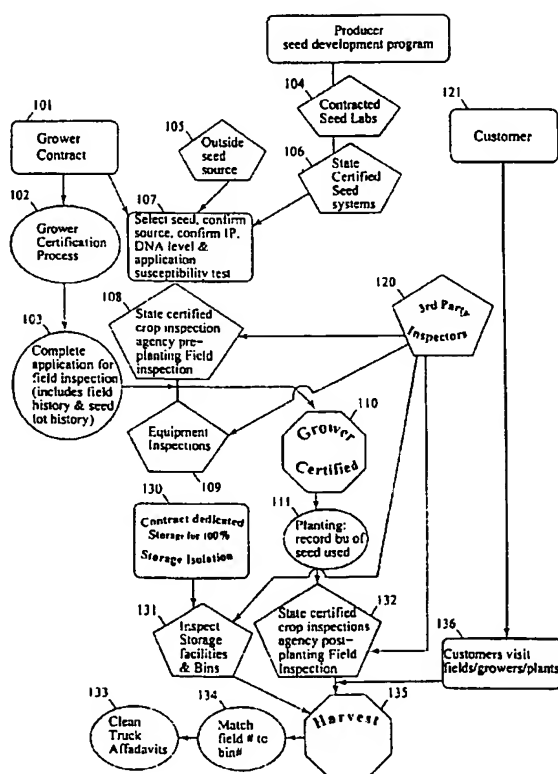 Producer
seed development program
104
Contracted
Seed Labs
121
Customer
101
Grower
Contract
105
Outside
seed
source
106
State
Certified
Seed
systems
102
Grower
Certification
Process
107
Select seed, confirm
source, confirm IP,
DNA level &
application
susceptibility test
108
State certified
crop inspection
agency pre-
planting Field
inspection
120
3rd Party
Inspectors
103
Complete
application for
field inspection
(includes field
history & seed
lot history)
Equipment
Inspections
109
110
Grower
Certified
130
Contract dedicated
Storage for 100%
Storage Isolation
111
Planting:
record bu of
seed used
131
Inspect
Storage
facilities
& Bins
132
State certified
crop inspections
agency post-
planting Field
Inspection
136
Customers visit
fields/growers/plants
133
Clean
Truck
Affadavits
134
Match
field # to
bin#
135
Harvest